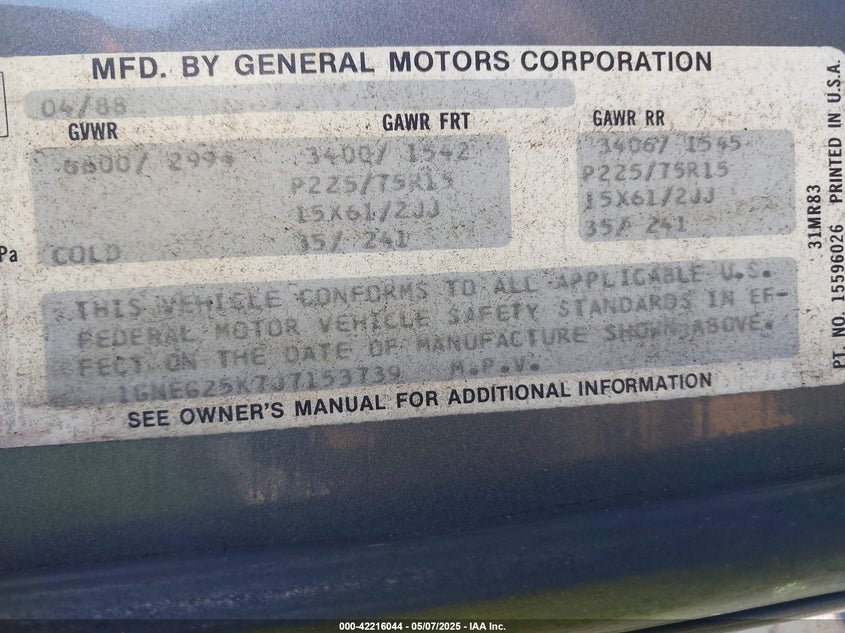 MFD. BY GENERAL MOTORS CORPORATION
04/88
GVWR GAWR FRT GAWR RR
6600/ 2994 3400/ 1542 3406/ 1545
P225/75R15 P225/75R15
15X61/2JJ 15X61/2JJ
Pa COLD 35/ 241 35/ 241
THIS VEHICLE CONFORMS TO ALL APPLICABLE U.S.
FEDERAL MOTOR VEHICLE SAFETY STANDARDS IN EF-
FECT ON THE DATE OF MANUFACTURE SHOWN ABOVE.
1GNEG25K7J7153739 M.P.V.
SEE OWNER'S MANUAL FOR ADDITIONAL INFORMATION
31MR83
PT. NO. 15596026 PRINTED IN U.S.A.
000-42216044 — 05/07/2025 — IAA Inc.